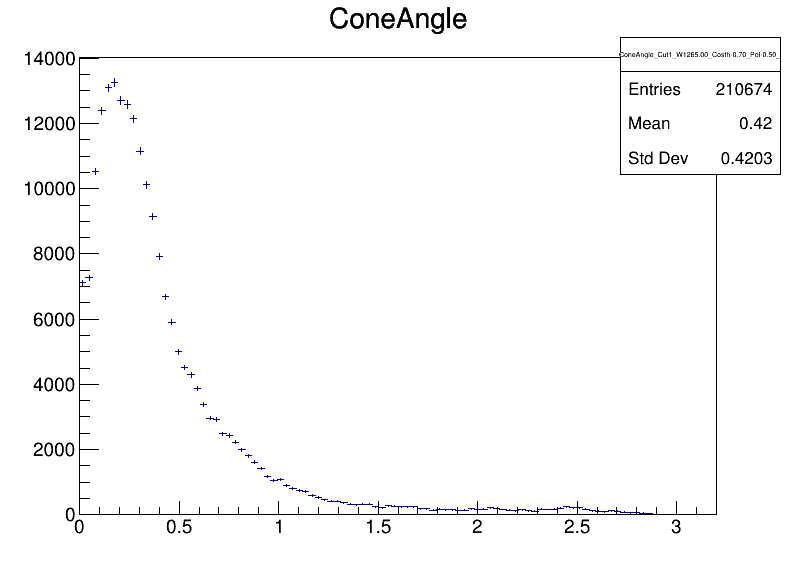 ConeAngle
ConeAngle_Cut1_W1265.00_Costh-0.70_Pol-0.50_
Entries 210674
Mean 0.42
Std Dev 0.4203
14000
12000
10000
8000
6000
4000
2000
0
0 0.5 1 1.5 2 2.5 3